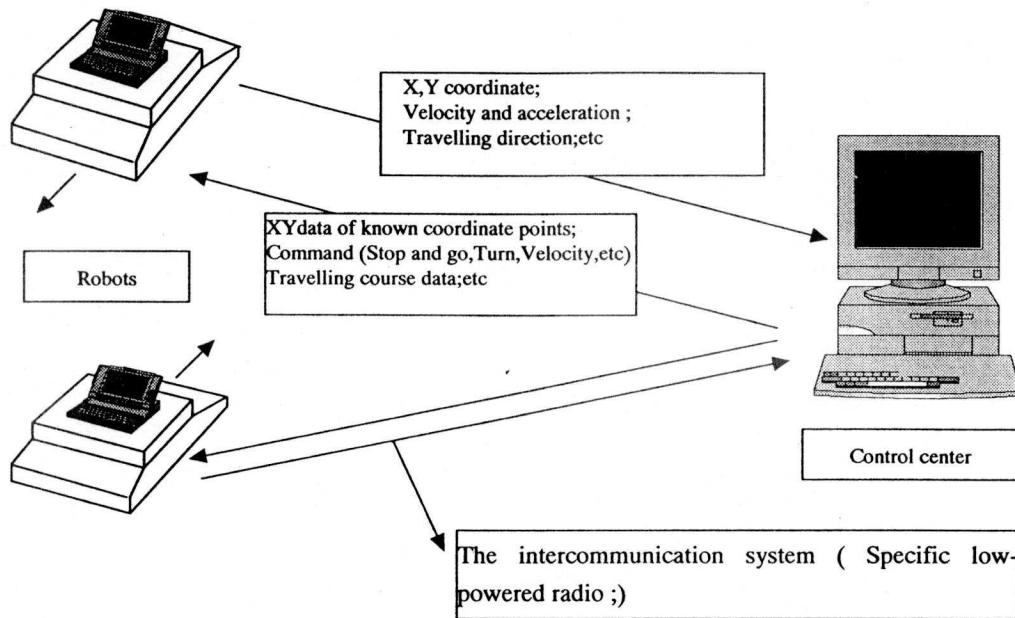 X,Y coordinate;
Velocity and acceleration ;
Travelling direction;etc
XYdata of known coordinate points;
Command (Stop and go,Turn,Velocity,etc)
Travelling course data;etc
Robots
Control center
The intercommunication system ( Specific low-
powered radio ;)